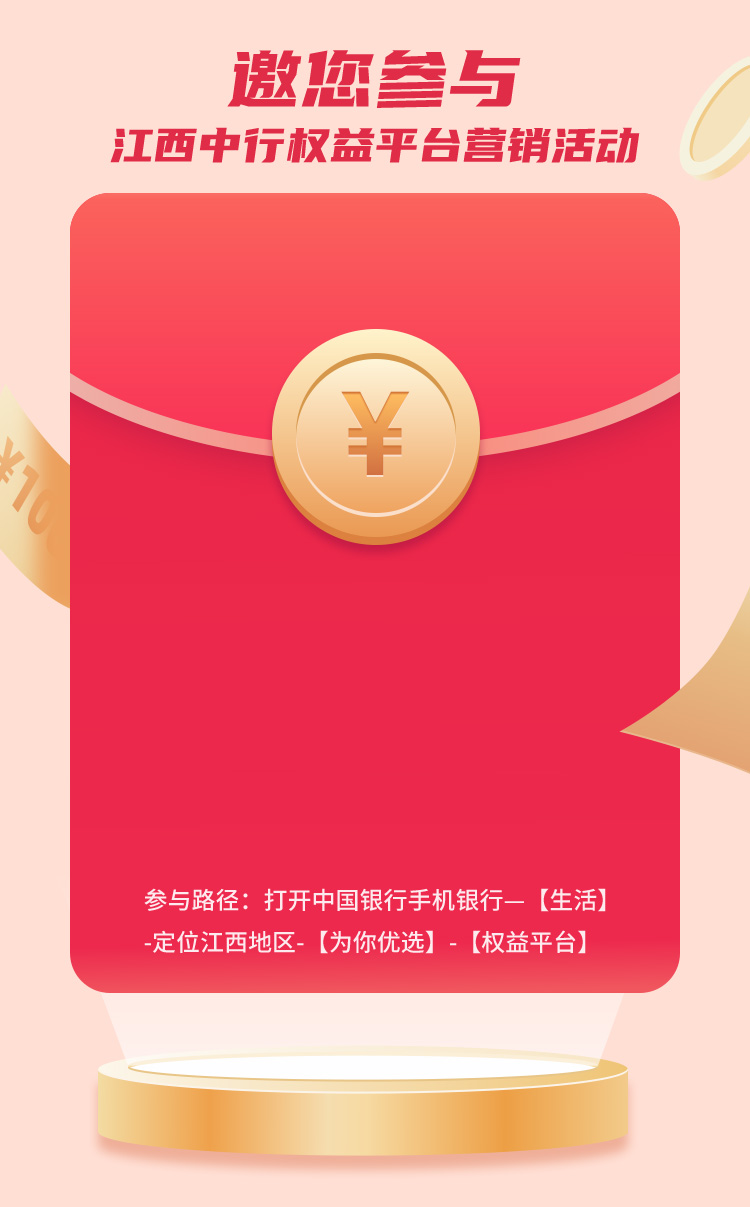 邀您参与
江西中行权益平台营销活动
¥
¥100
参与路径：打开中国银行手机银行—【生活】
-定位江西地区-【为你优选】-【权益平台】